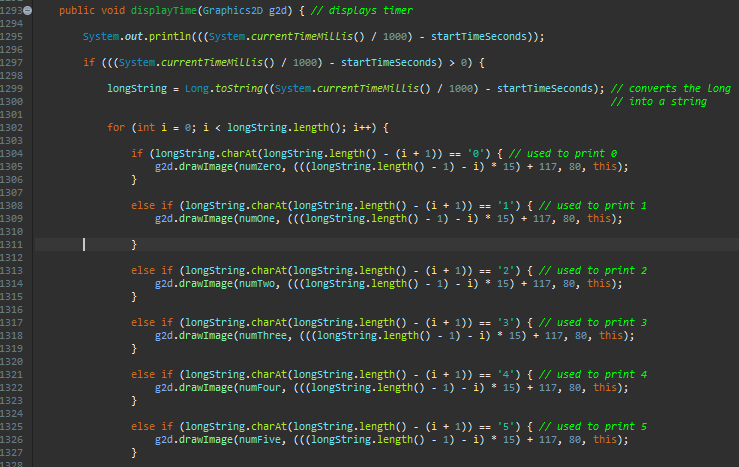 1293 public void displayTime(Graphics2D g2d) { // displays timer
1294
1295 System.out.println(((System.currentTimeMillis() / 1000) - startTimeSeconds));
1296
1297 if (((System.currentTimeMillis() / 1000) - startTimeSeconds) > 0) {
1298
1299 longString = Long.toString((System.currentTimeMillis() / 1000) - startTimeSeconds); // converts the long
1300 // into a string
1301
1302 for (int i = 0; i < longString.length(); i++) {
1303
1304 if (longString.charAt(longString.length() - (i + 1)) == '0') { // used to print 0
1305 g2d.drawImage(numZero, (((longString.length() - 1) - i) * 15) + 117, 80, this);
1306 }
1307
1308 else if (longString.charAt(longString.length() - (i + 1)) == '1') { // used to print 1
1309 g2d.drawImage(numOne, (((longString.length() - 1) - i) * 15) + 117, 80, this);
1310
1311 }
1312
1313 else if (longString.charAt(longString.length() - (i + 1)) == '2') { // used to print 2
1314 g2d.drawImage(numTwo, (((longString.length() - 1) - i) * 15) + 117, 80, this);
1315 }
1316
1317 else if (longString.charAt(longString.length() - (i + 1)) == '3') { // used to print 3
1318 g2d.drawImage(numThree, (((longString.length() - 1) - i) * 15) + 117, 80, this);
1319 }
1320
1321 else if (longString.charAt(longString.length() - (i + 1)) == '4') { // used to print 4
1322 g2d.drawImage(numFour, (((longString.length() - 1) - i) * 15) + 117, 80, this);
1323 }
1324
1325 else if (longString.charAt(longString.length() - (i + 1)) == '5') { // used to print 5
1326 g2d.drawImage(numFive, (((longString.length() - 1) - i) * 15) + 117, 80, this);
1327 }
1328